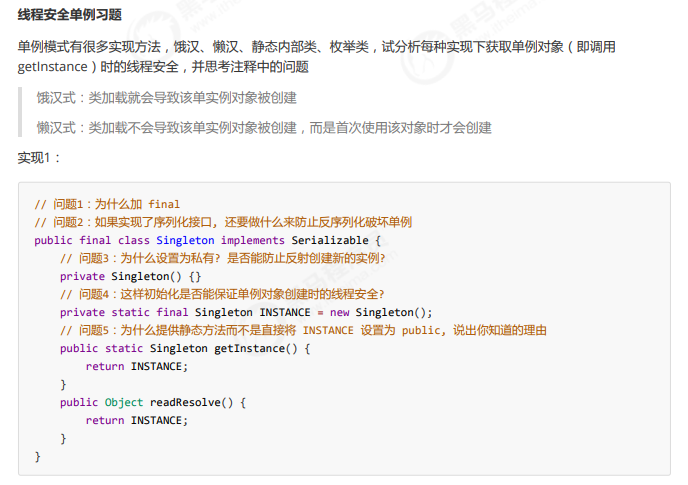 线程安全单例习题
单例模式有很多实现方法，饿汉、懒汉、静态内部类、枚举类，试分析每种实现下获取单例对象（即调用
getInstance）时的线程安全，并思考注释中的问题
饿汉式：类加载就会导致该单实例对象被创建
懒汉式：类加载不会导致该单实例对象被创建，而是首次使用该对象时才会创建
实现1：
// 问题1：为什么加 final
// 问题2：如果实现了序列化接口, 还要做什么来防止反序列化破坏单例
public final class Singleton implements Serializable {
// 问题3：为什么设置为私有? 是否能防止反射创建新的实例?
private Singleton() {}
// 问题4：这样初始化是否能保证单例对象创建时的线程安全?
private static final Singleton INSTANCE = new Singleton();
// 问题5：为什么提供静态方法而不是直接将 INSTANCE 设置为 public, 说出你知道的理由
public static Singleton getInstance() {
return INSTANCE;
}
public Object readResolve() {
return INSTANCE;
}
}